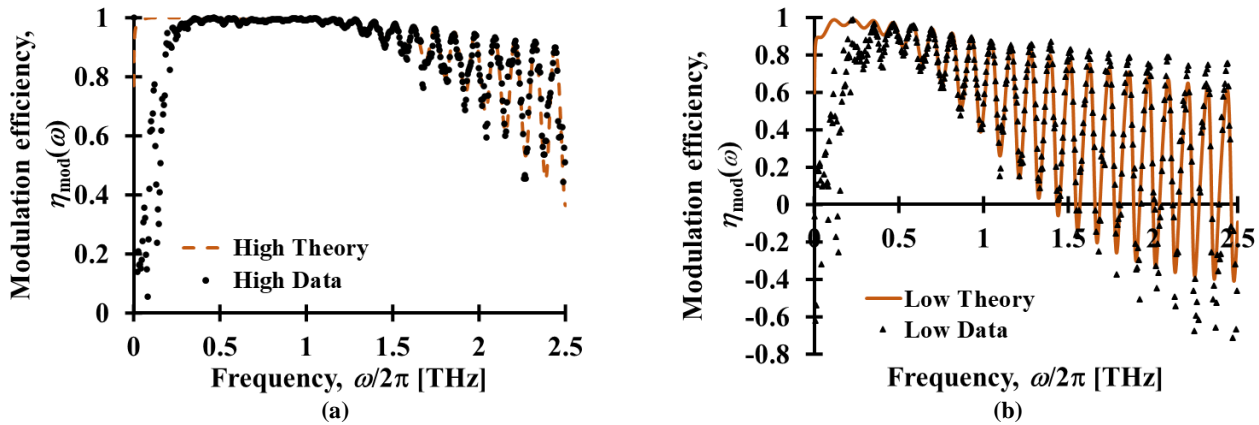 Modulation efficiency,
η_mod(ω)
1
0.8
0.6
0.4
0.2
0
High Theory
High Data
0 0.5 1 1.5 2 2.5
Frequency, ω/2π [THz]
(a)
Modulation efficiency,
η_mod(ω)
1
0.8
0.6
0.4
0.2
0
-0.2
-0.4
-0.6
-0.8
0 0.5 1 1.5 2 2.5
Low Theory
Low Data
Frequency, ω/2π [THz]
(b)